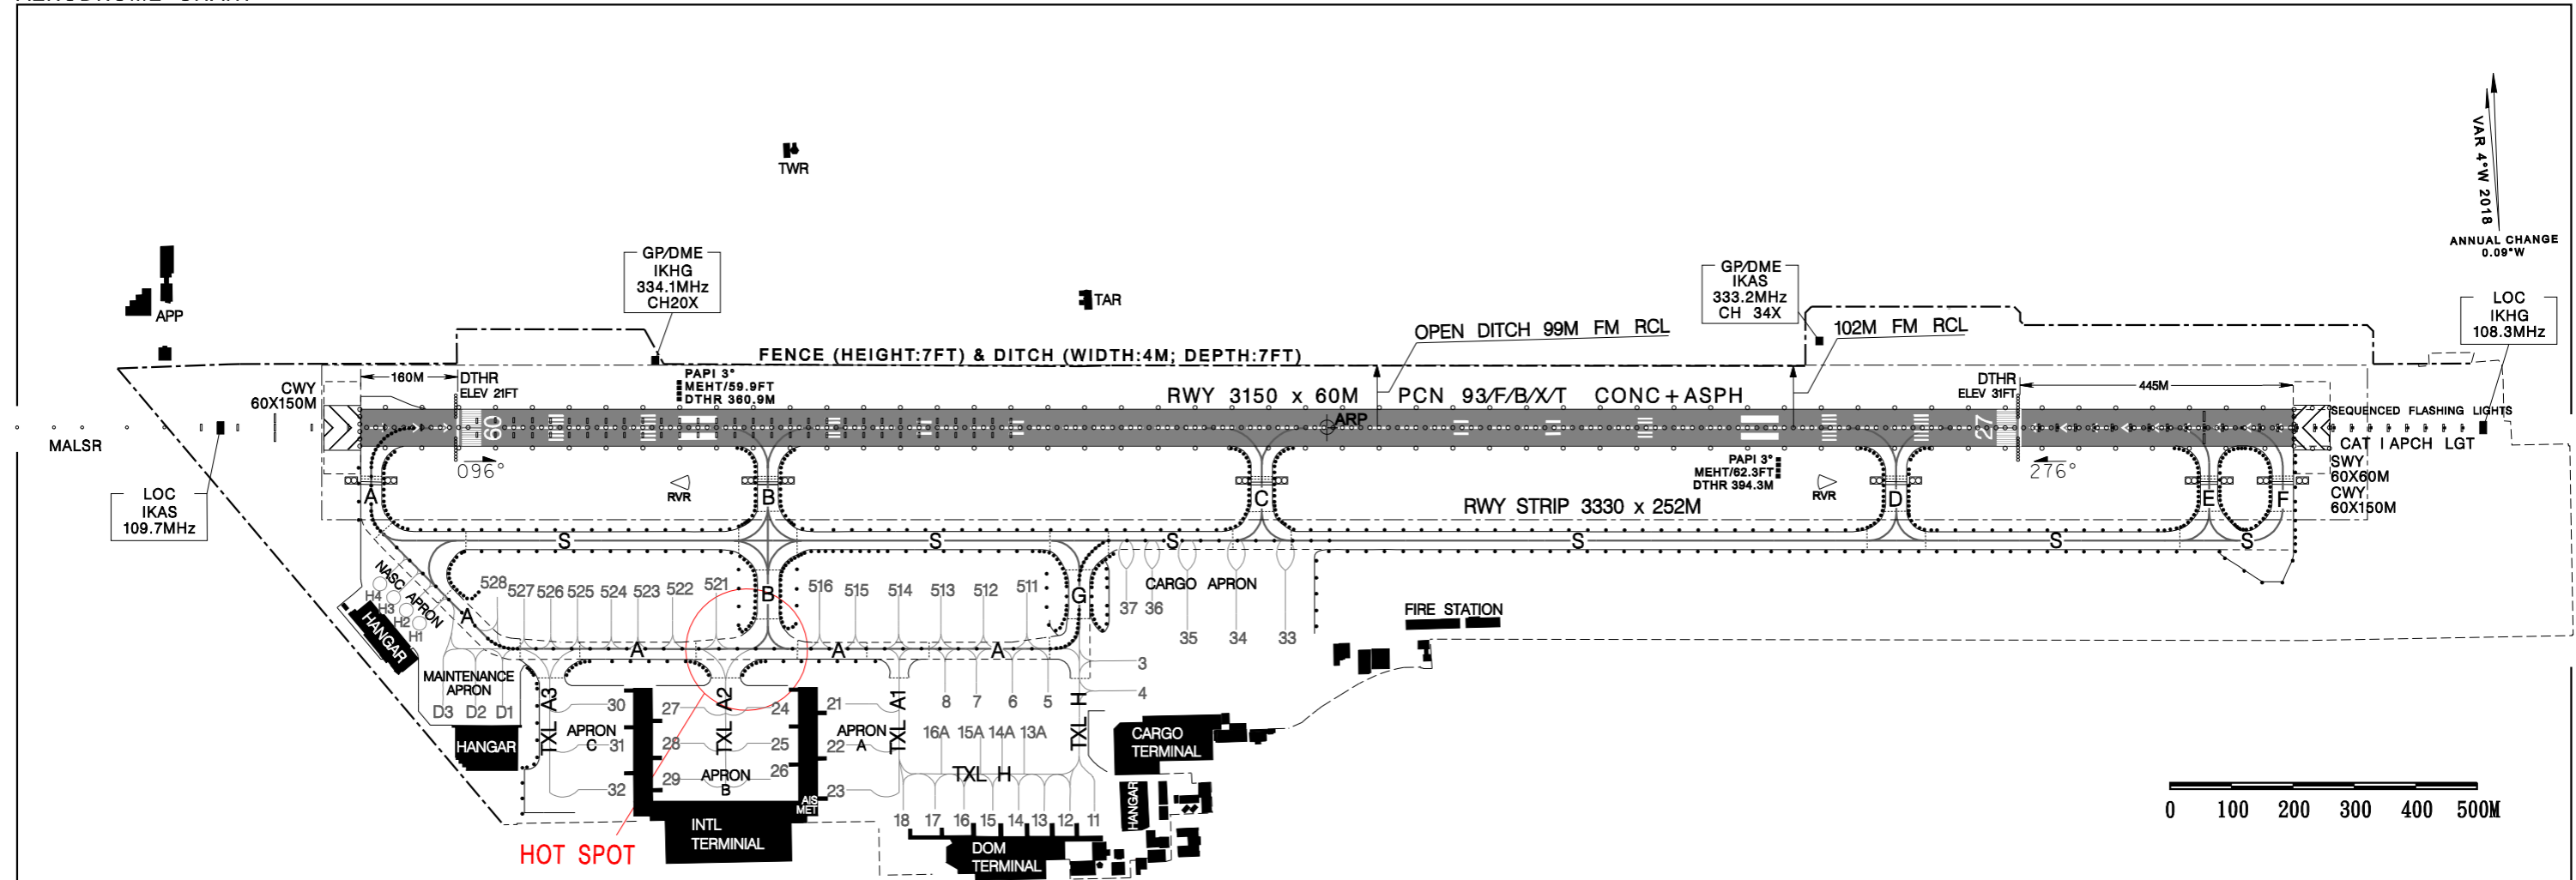 TWR
VAR 4°W 2018
ANNUAL CHANGE
0.09°W
APP
GP/DME
IKHG
334.1MHz
CH20X
TAR
GP/DME
IKAS
333.2MHz
CH 34X
LOC
IKHG
108.3MHz
OPEN DITCH 99M FM RCL
102M FM RCL
FENCE (HEIGHT:7FT) & DITCH (WIDTH:4M; DEPTH:7FT)
CWY
60X150M
160M
DTHR
ELEV 21FT
PAPI 3°
MEHT/59.9FT
DTHR 360.9M
RWY 3150 x 60M PCN 93/F/B/X/T CONC+ASPH
DTHR
ELEV 31FT
445M
MALSR
09
ARP
27
SEQUENCED FLASHING LIGHTS
CAT I APCH LGT
SWY
60X60M
CWY
60X150M
096°
276°
LOC
IKAS
109.7MHz
RVR
PAPI 3°
MEHT/62.3FT
DTHR 394.3M
RVR
A
B
C
D
E
F
RWY STRIP 3330 x 252M
S
S
S
S
S
S
NASC APRON
H4
H3
H2
H1
HANGAR
A
528
527
526
525
524
523
522
521
B
516
515
514
513
512
511
G
CARGO APRON
37
36
35
34
33
FIRE STATION
A
A
A
3
4
MAINTENANCE
APRON
D3
D2
D1
HANGAR
TXL A3
30
APRON
C
31
32
27
28
29
TXL A2
24
25
26
APRON
B
21
22
23
APRON
A
TXL A1
8
7
6
5
TXL H
16A
15A
14A
13A
TXL H
18
17
16
15
14
13
12
11
CARGO
TERMINAL
HANGAR
AIS
MET
INTL
TERMINIAL
DOM
TERMINAL
HOT SPOT
0 100 200 300 400 500M